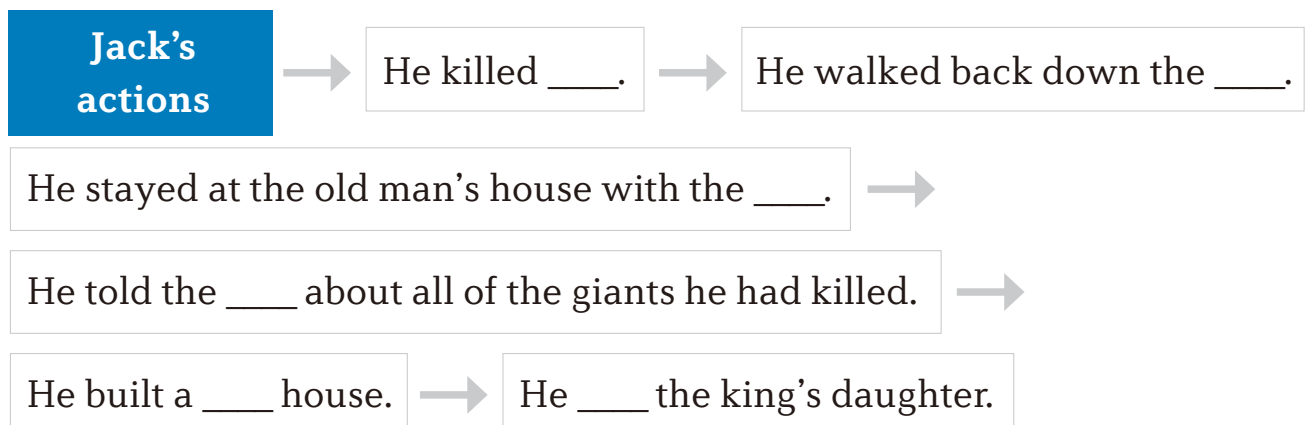 Jack’s
actions
He killed ____.
He walked back down the ____.
He stayed at the old man’s house with the ____.
He told the ____ about all of the giants he had killed.
He built a ____ house.
He ____ the king’s daughter.